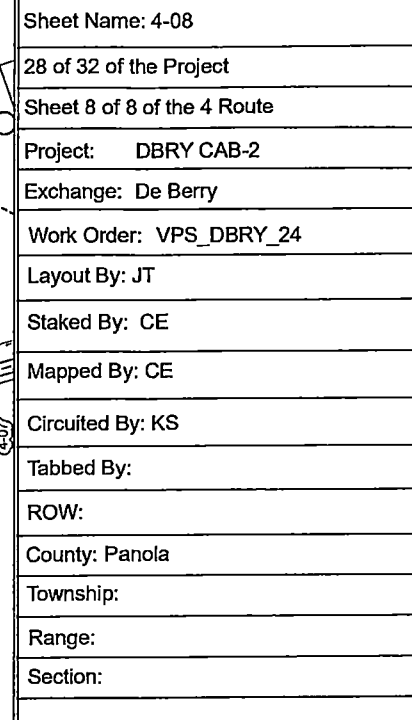 Sheet Name: 4-08
28 of 32 of the Project
Sheet 8 of 8 of the 4 Route
Project: DBRY CAB-2
Exchange: De Berry
Work Order: VPS_DBRY_24
Layout By: JT
Staked By: CE
Mapped By: CE
Circuited By: KS
Tabbed By:
ROW:
County: Panola
Township:
Range:
Section: